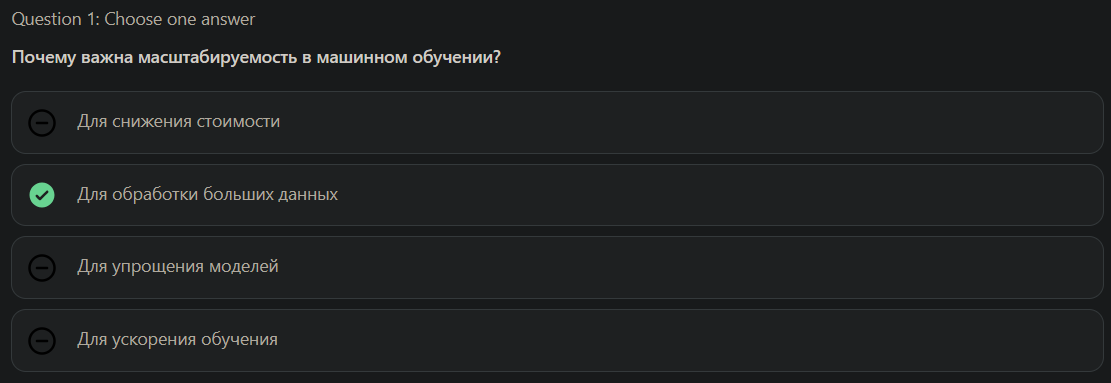 Question 1: Choose one answer
Почему важна масштабируемость в машинном обучении?
Для снижения стоимости
Для обработки больших данных
Для упрощения моделей
Для ускорения обучения